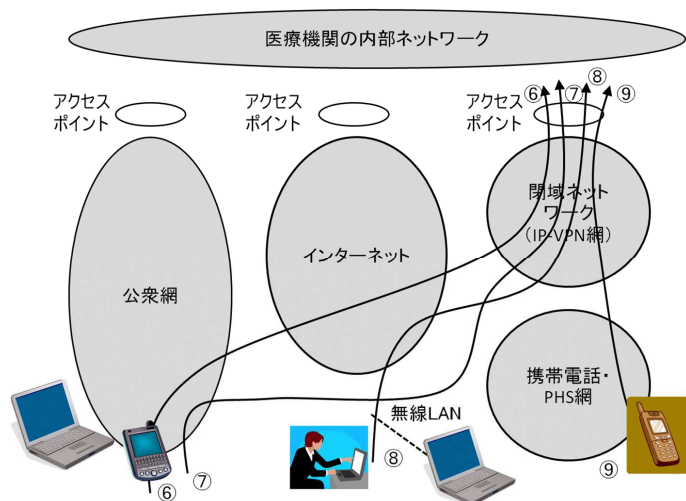 医療機関の内部ネットワーク
アクセス
ポイント
アクセス
ポイント
アクセス
ポイント
⑥
⑦
⑧
⑨
閉域ネット
ワーク
（IP-VPN網）
インターネット
公衆網
携帯電話・
PHS網
無線LAN
⑥
⑦
⑧
⑨